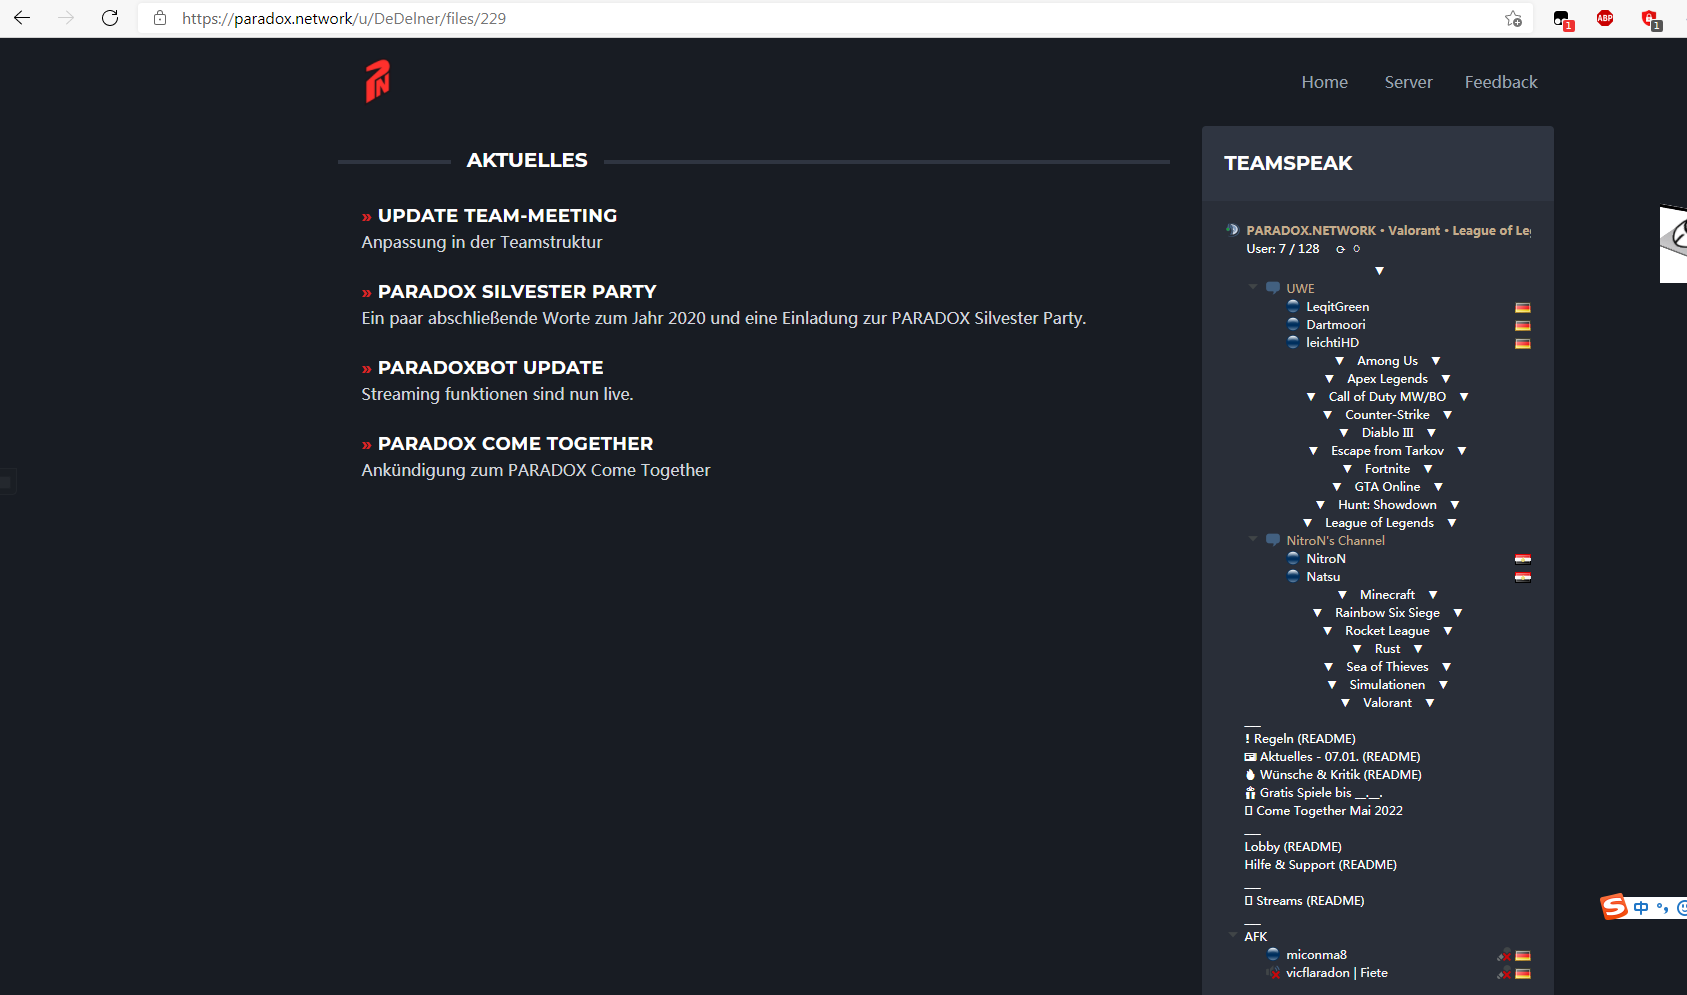 https://paradox.network/u/DeDelner/files/229
1
ABP
1
PN
Home
Server
Feedback
AKTUELLES
» UPDATE TEAM-MEETING
Anpassung in der Teamstruktur
» PARADOX SILVESTER PARTY
Ein paar abschließende Worte zum Jahr 2020 und eine Einladung zur PARADOX Silvester Party.
» PARADOXBOT UPDATE
Streaming funktionen sind nun live.
» PARADOX COME TOGETHER
Ankündigung zum PARADOX Come Together
TEAMSPEAK
PARADOX.NETWORK • Valorant • League of Leg
User: 7 / 128
▼
UWE
LeqitGreen
Dartmoori
leichtiHD
▼ Among Us ▼
▼ Apex Legends ▼
▼ Call of Duty MW/BO ▼
▼ Counter-Strike ▼
▼ Diablo III ▼
▼ Escape from Tarkov ▼
▼ Fortnite ▼
▼ GTA Online ▼
▼ Hunt: Showdown ▼
▼ League of Legends ▼
NitroN's Channel
NitroN
Natsu
▼ Minecraft ▼
▼ Rainbow Six Siege ▼
▼ Rocket League ▼
▼ Rust ▼
▼ Sea of Thieves ▼
▼ Simulationen ▼
▼ Valorant ▼
___
! Regeln (README)
Aktuelles - 07.01. (README)
Wünsche & Kritik (README)
Gratis Spiele bis __.__.
Come Together Mai 2022
___
Lobby (README)
Hilfe & Support (README)
___
Streams (README)
___
AFK
miconma8
vicflaradon | Fiete
S 中 °,